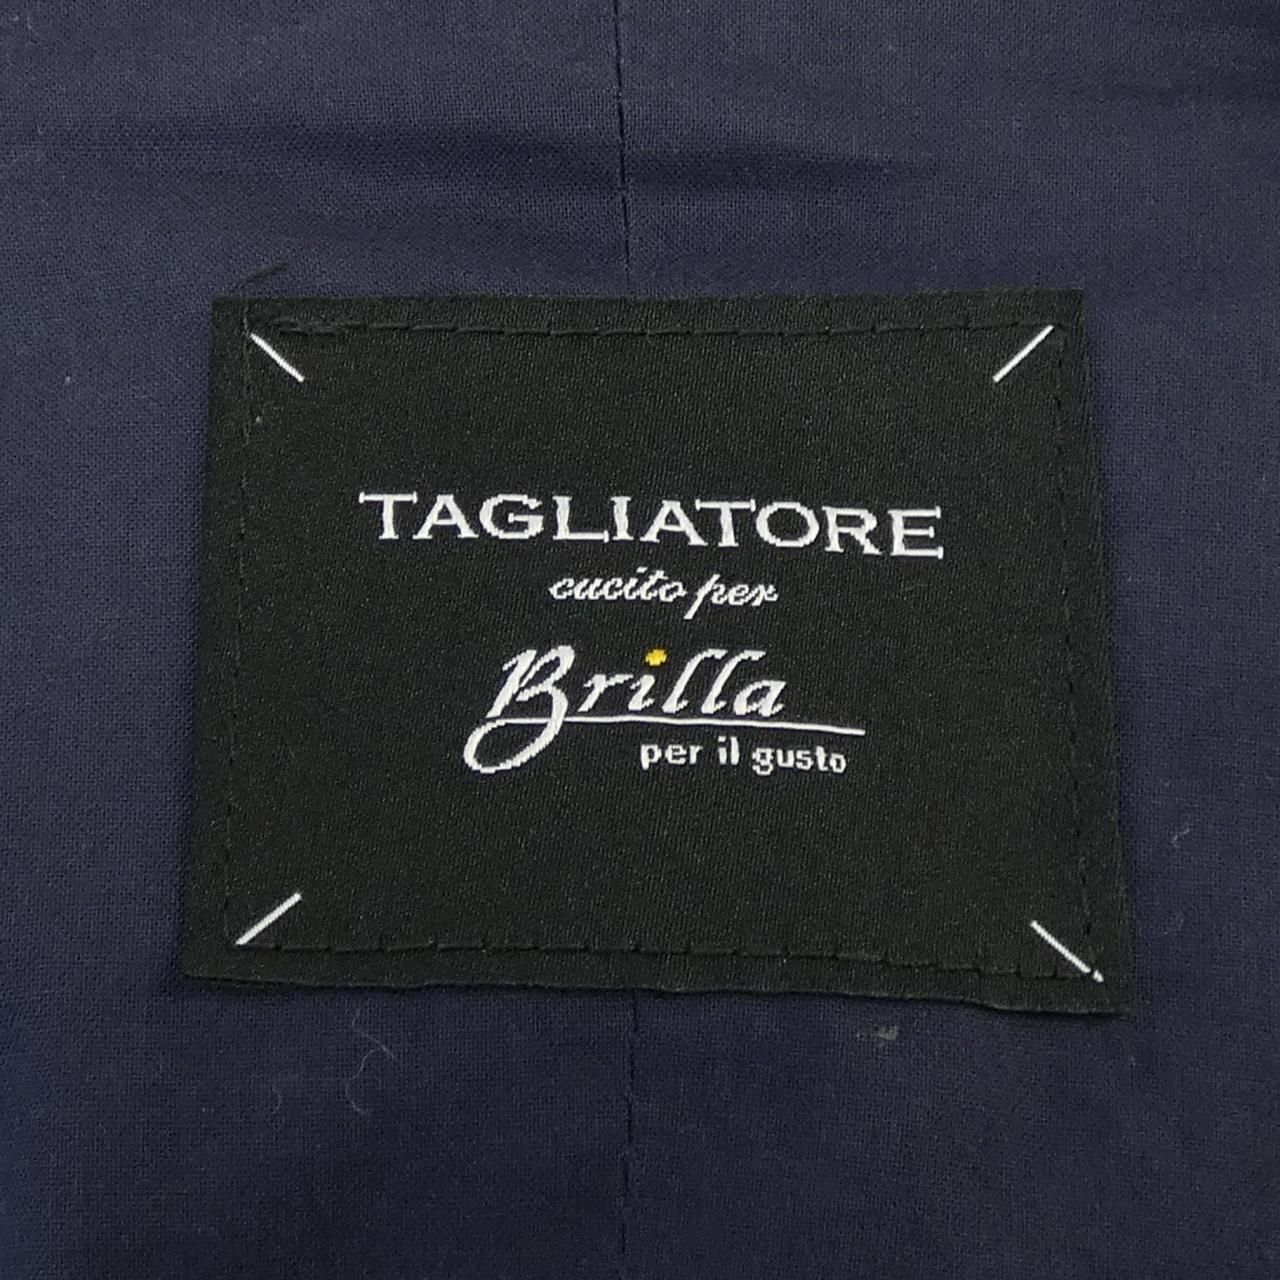 TAGLIATORE
cucito per
Brilla
per il gusto